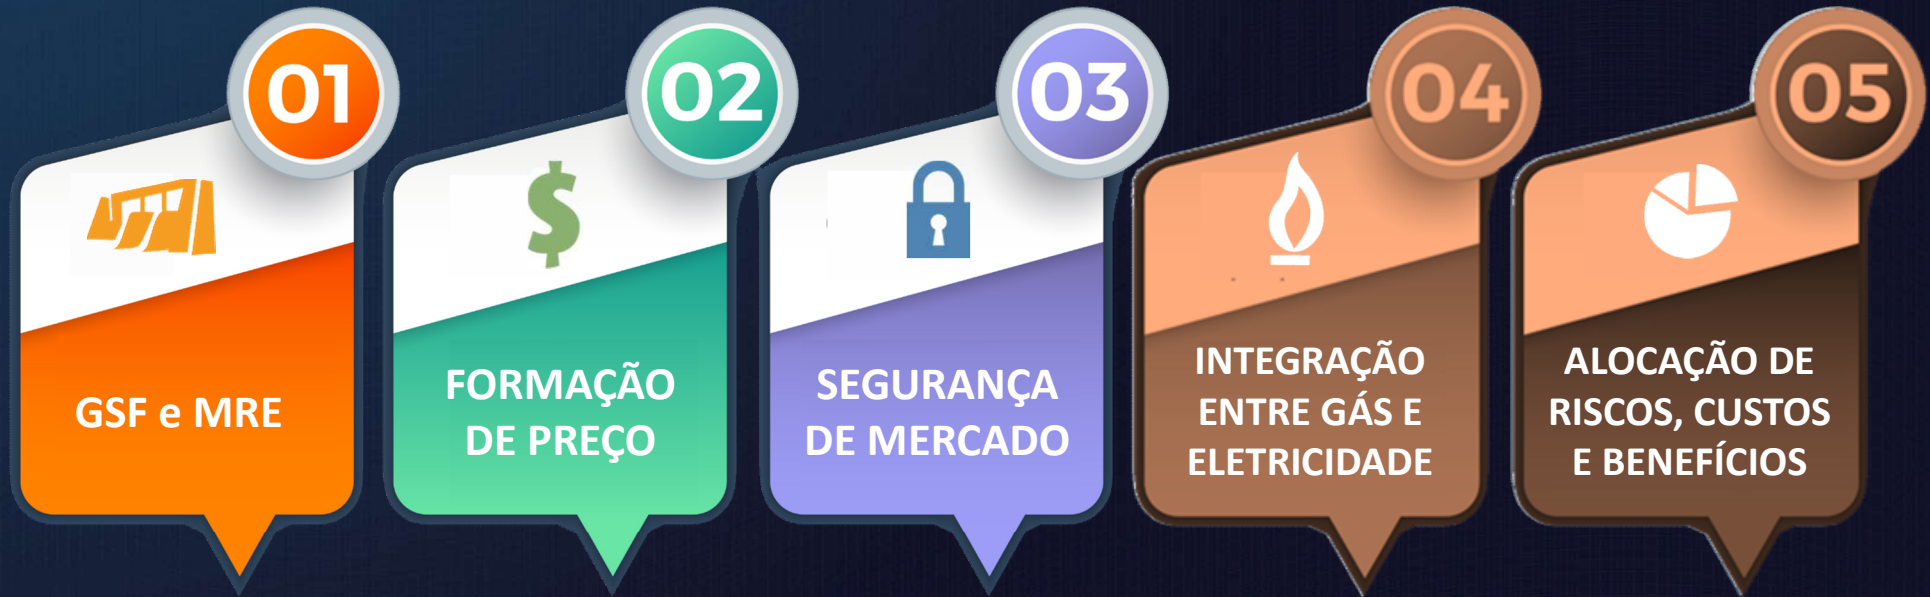 01
GSF e MRE
02
FORMAÇÃO
DE PREÇO
03
SEGURANÇA
DE MERCADO
04
INTEGRAÇÃO
ENTRE GÁS E
ELETRICIDADE
05
ALOCAÇÃO DE
RISCOS, CUSTOS
E BENEFÍCIOS